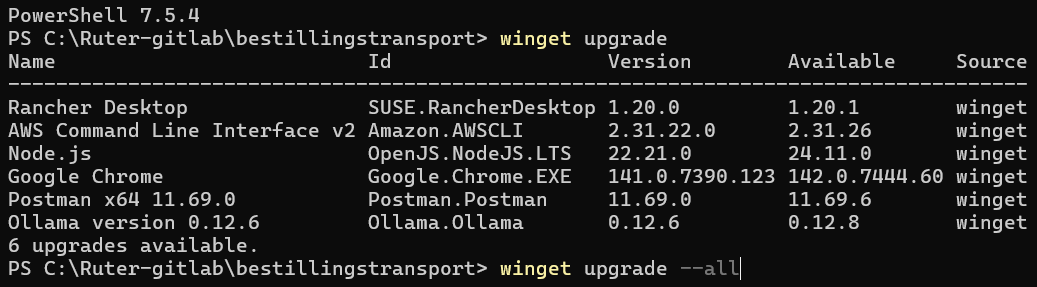 PowerShell 7.5.4
PS C:\Ruter-gitlab\bestillingstransport> winget upgrade
Name Id Version Available Source
--------------------------------------------------------------------------------------
Rancher Desktop SUSE.RancherDesktop 1.20.0 1.20.1 winget
AWS Command Line Interface v2 Amazon.AWSCLI 2.31.22.0 2.31.26 winget
Node.js OpenJS.NodeJS.LTS 22.21.0 24.11.0 winget
Google Chrome Google.Chrome.EXE 141.0.7390.123 142.0.7444.60 winget
Postman x64 11.69.0 Postman.Postman 11.69.0 11.69.6 winget
Ollama version 0.12.6 Ollama.Ollama 0.12.6 0.12.8 winget
6 upgrades available.
PS C:\Ruter-gitlab\bestillingstransport> winget upgrade --all